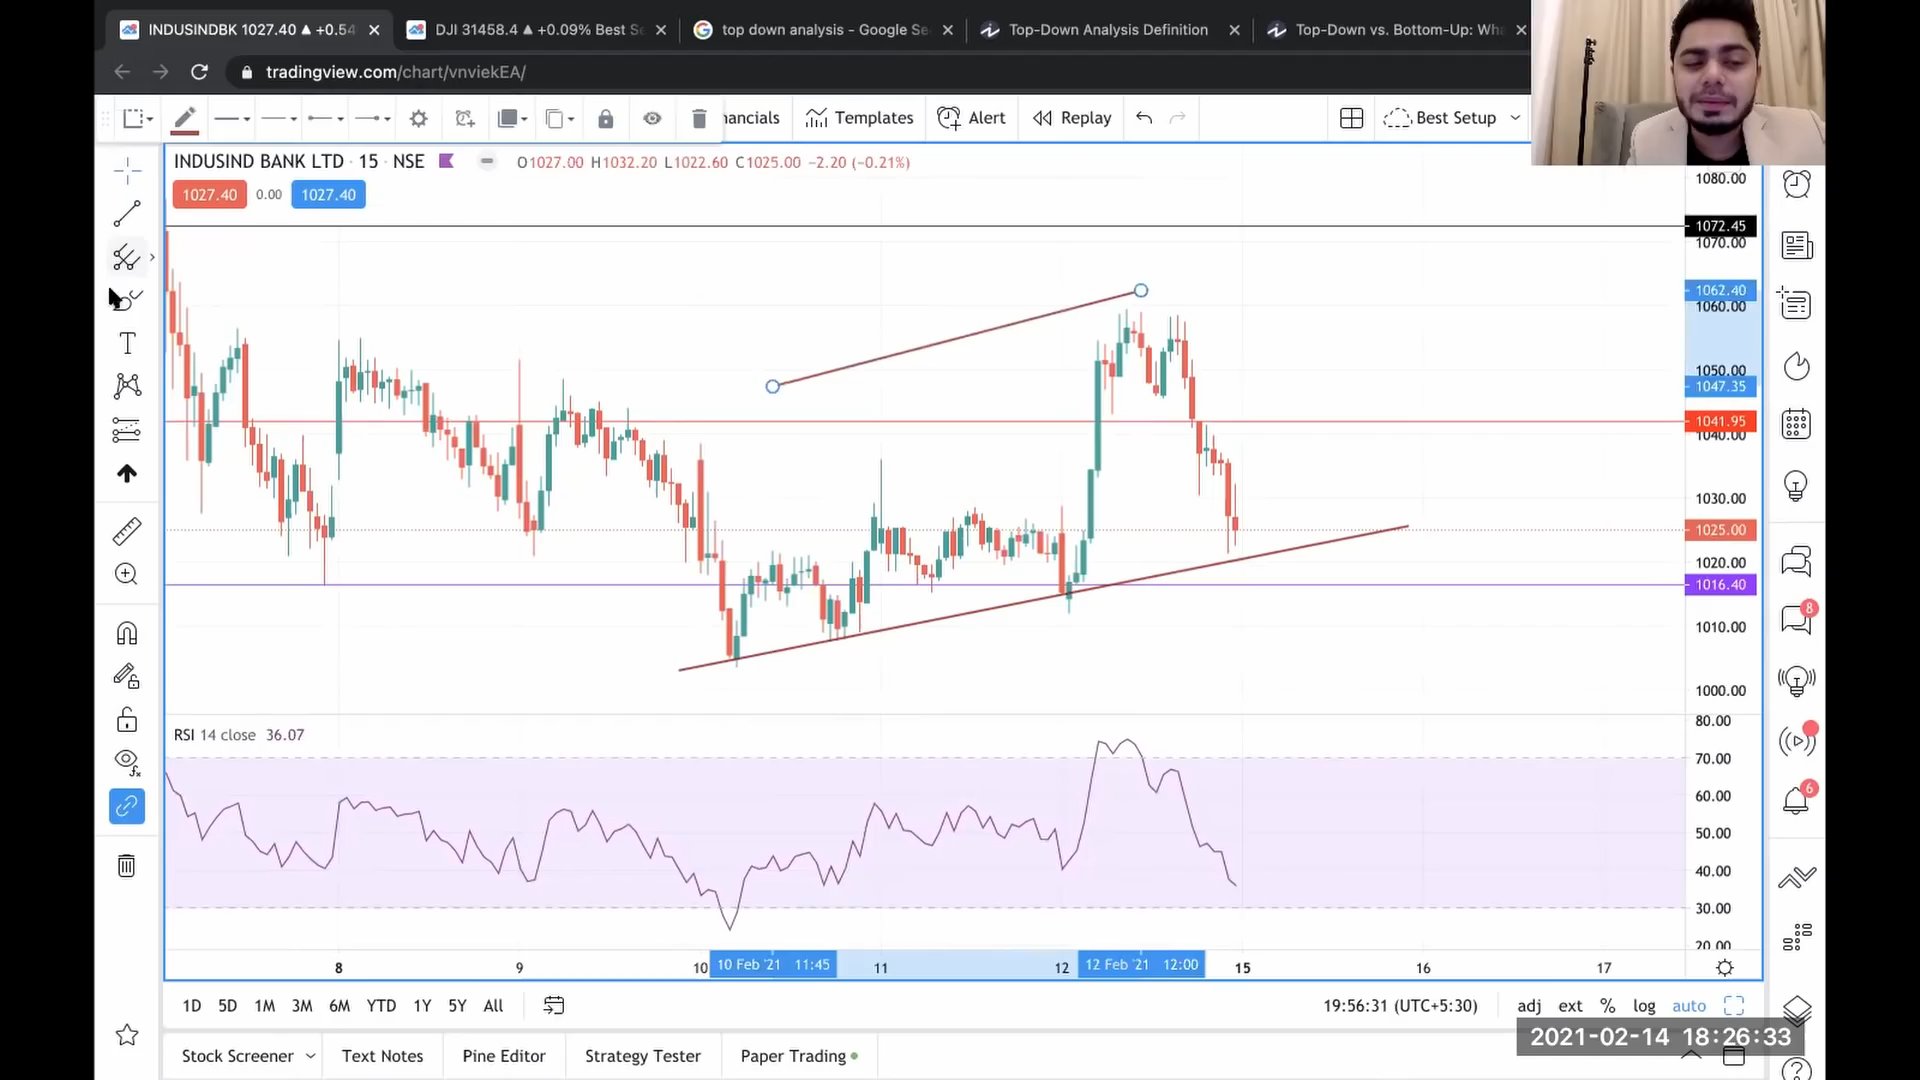 INDUSINDBK 1027.40 ▲ +0.54
DJI 31458.4 ▲ +0.09% Best Se
top down analysis - Google Se
Top-Down Analysis Definition
Top-Down vs. Bottom-Up: Wh
tradingview.com/chart/vnviekEA/
nancials
Templates
Alert
Replay
Best Setup
INDUSIND BANK LTD · 15 · NSE
O1027.00 H1032.20 L1022.60 C1025.00 −2.20 (−0.21%)
1027.40
0.00
1027.40
1080.00
1072.45
1070.00
1062.40
1060.00
1050.00
1047.35
1041.95
1040.00
1030.00
1025.00
1020.00
1016.40
1010.00
1000.00
RSI 14 close 36.07
80.00
70.00
60.00
50.00
40.00
30.00
20.00
8
9
10
10 Feb '21 11:45
11
12
12 Feb '21 12:00
15
16
17
8
6
1D 5D 1M 3M 6M YTD 1Y 5Y All
19:56:31 (UTC+5:30)
adj ext % log auto
2021-02-14 18:26:33
Stock Screener
Text Notes
Pine Editor
Strategy Tester
Paper Trading